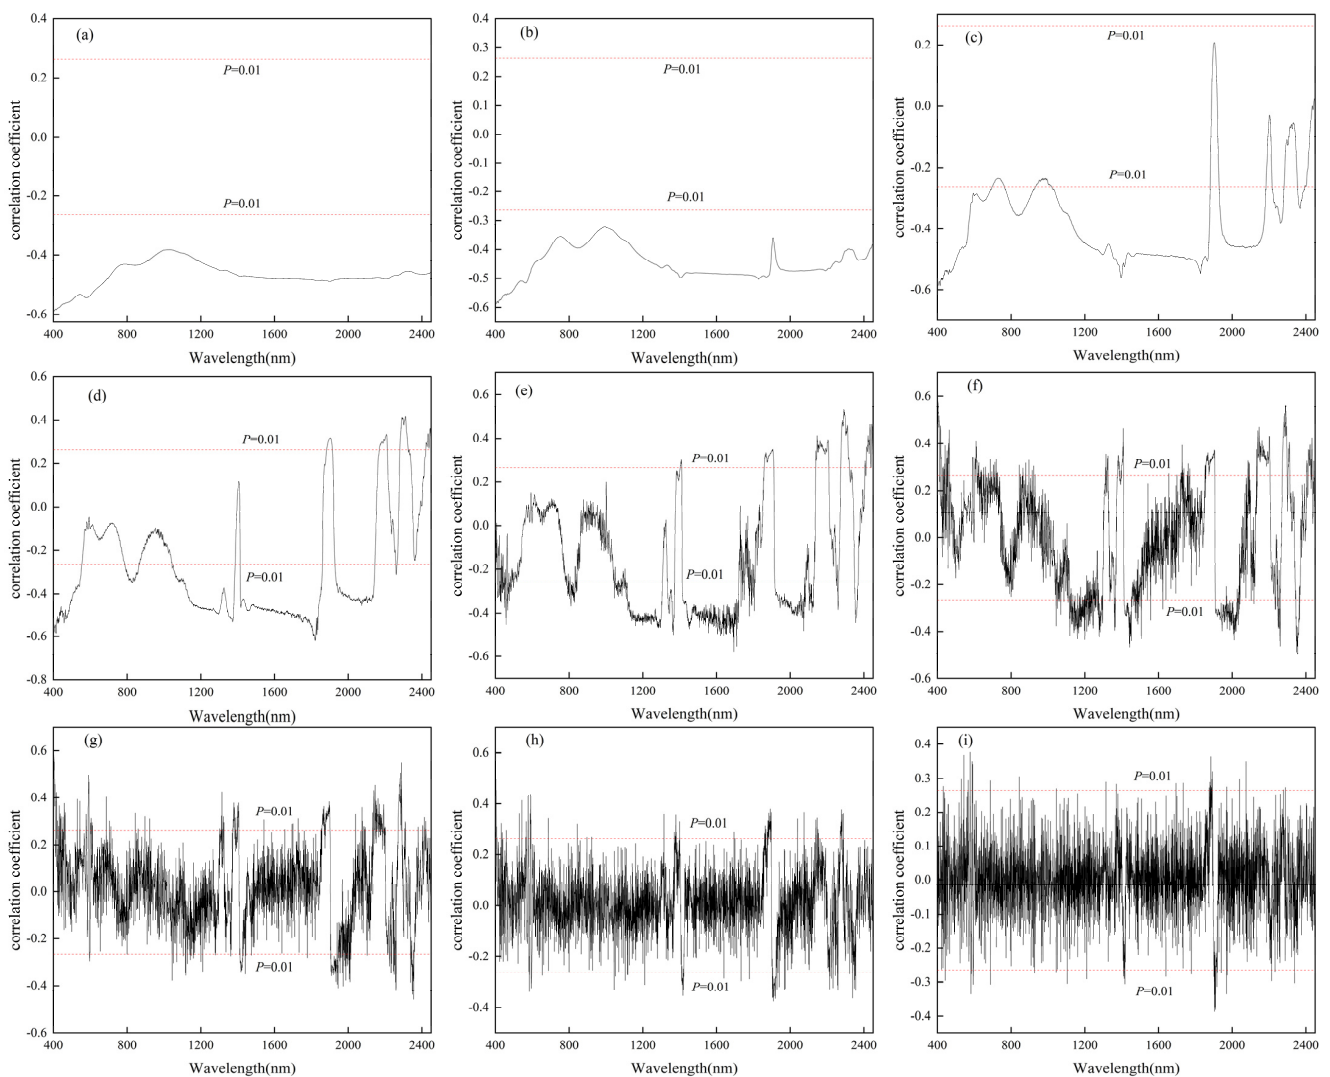 (a)
0.4
0.2
0.0
-0.2
-0.4
-0.6
P=0.01
P=0.01
correlation coefficient
400 800 1200 1600 2000 2400
Wavelength(nm)
(b)
0.4
0.3
0.2
0.1
0.0
-0.1
-0.2
-0.3
-0.4
-0.5
-0.6
P=0.01
P=0.01
correlation coefficient
400 800 1200 1600 2000 2400
Wavelength(nm)
(c)
0.2
0.0
-0.2
-0.4
-0.6
P=0.01
P=0.01
correlation coefficient
400 800 1200 1600 2000 2400
Wavelength(nm)
(d)
0.6
0.4
0.2
0.0
-0.2
-0.4
-0.6
-0.8
P=0.01
P=0.01
correlation coefficient
400 800 1200 1600 2000 2400
Wavelength(nm)
(e)
0.6
0.4
0.2
0.0
-0.2
-0.4
-0.6
P=0.01
P=0.01
correlation coefficient
400 800 1200 1600 2000 2400
Wavelength(nm)
(f)
0.6
0.4
0.2
0.0
-0.2
-0.4
-0.6
P=0.01
P=0.01
correlation coefficient
400 800 1200 1600 2000 2400
Wavelength(nm)
(g)
0.6
0.4
0.2
0.0
-0.2
-0.4
-0.6
P=0.01
P=0.01
correlation coefficient
400 800 1200 1600 2000 2400
Wavelength(nm)
(h)
0.6
0.4
0.2
0.0
-0.2
-0.4
P=0.01
P=0.01
correlation coefficient
400 800 1200 1600 2000 2400
Wavelength(nm)
(i)
0.4
0.3
0.2
0.1
0.0
-0.1
-0.2
-0.3
-0.4
P=0.01
P=0.01
correlation coefficient
400 800 1200 1600 2000 2400
Wavelength(nm)